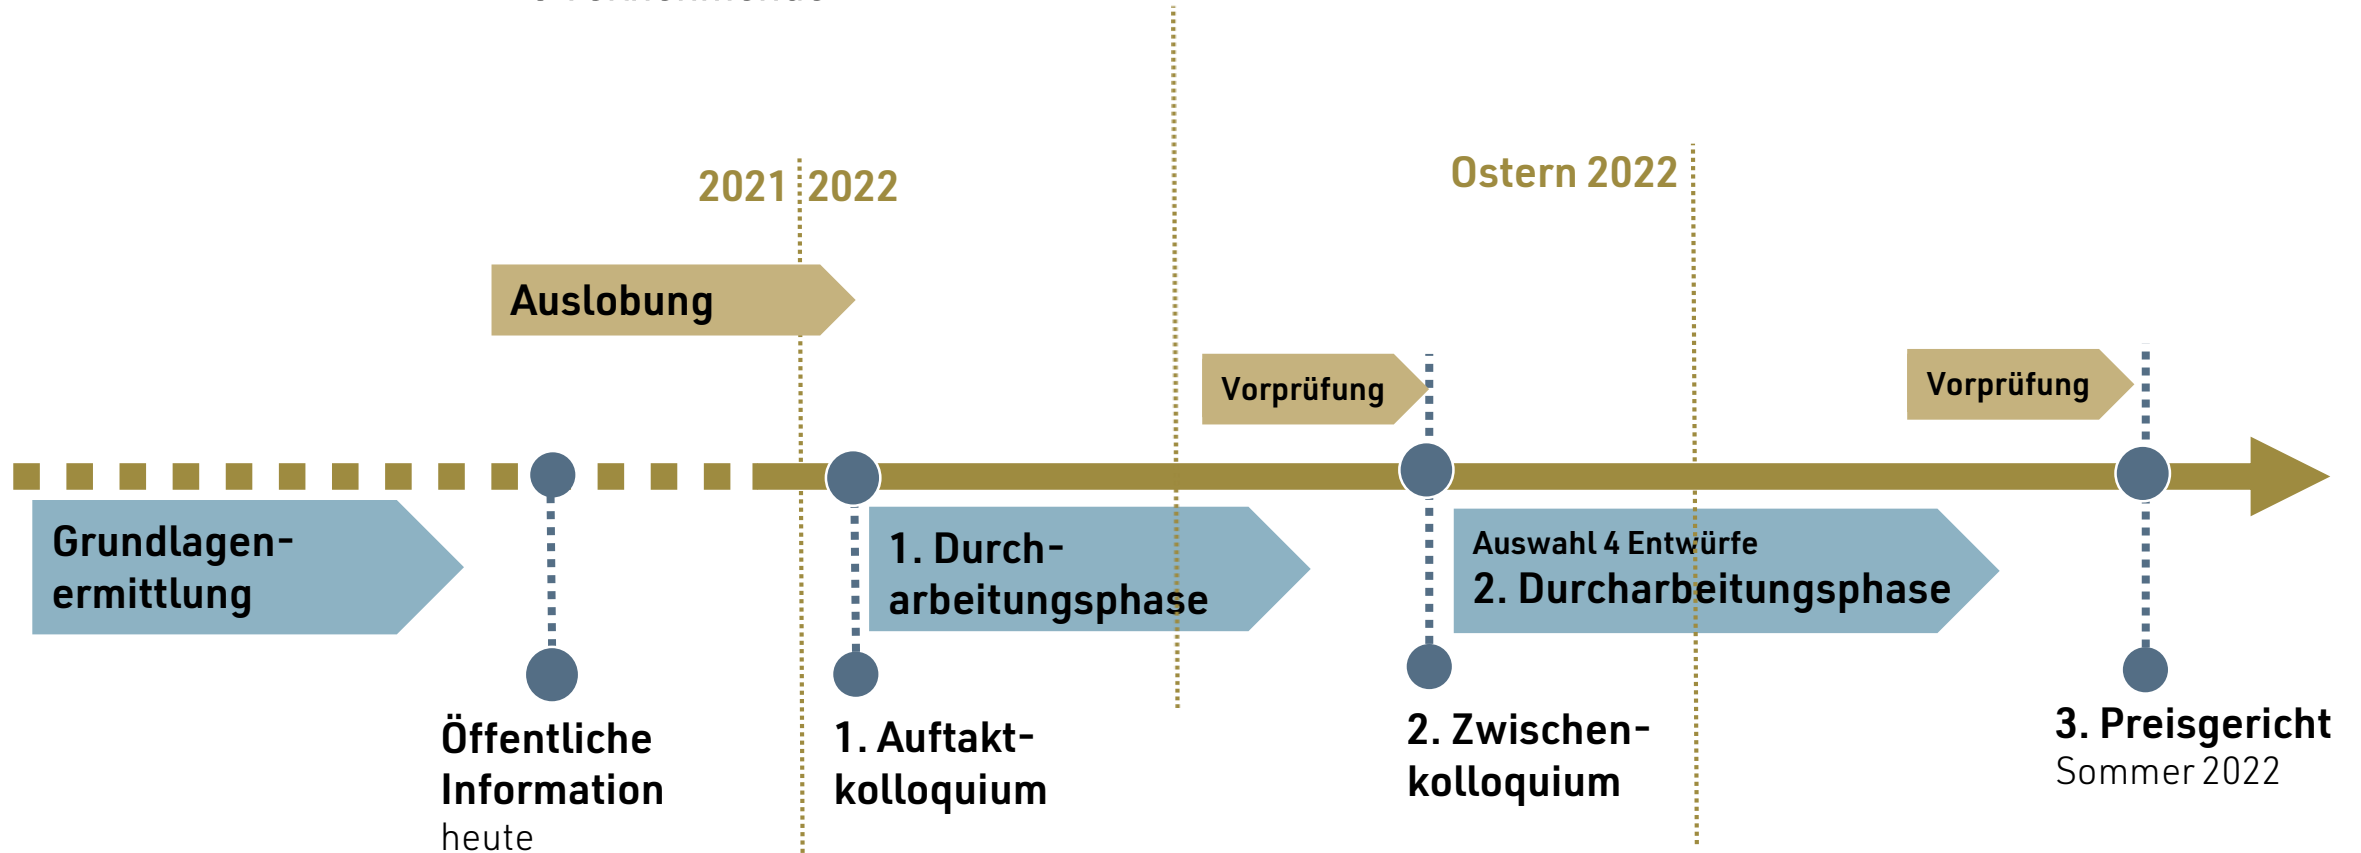 2021 2022
Ostern 2022
Auslobung
Vorprüfung
Vorprüfung
Grundlagen-
ermittlung
1. Durch-
arbeitungsphase
Auswahl 4 Entwürfe
2. Durcharbeitungsphase
Öffentliche
Information
heute
1. Auftakt-
kolloquium
2. Zwischen-
kolloquium
3. Preisgericht
Sommer 2022